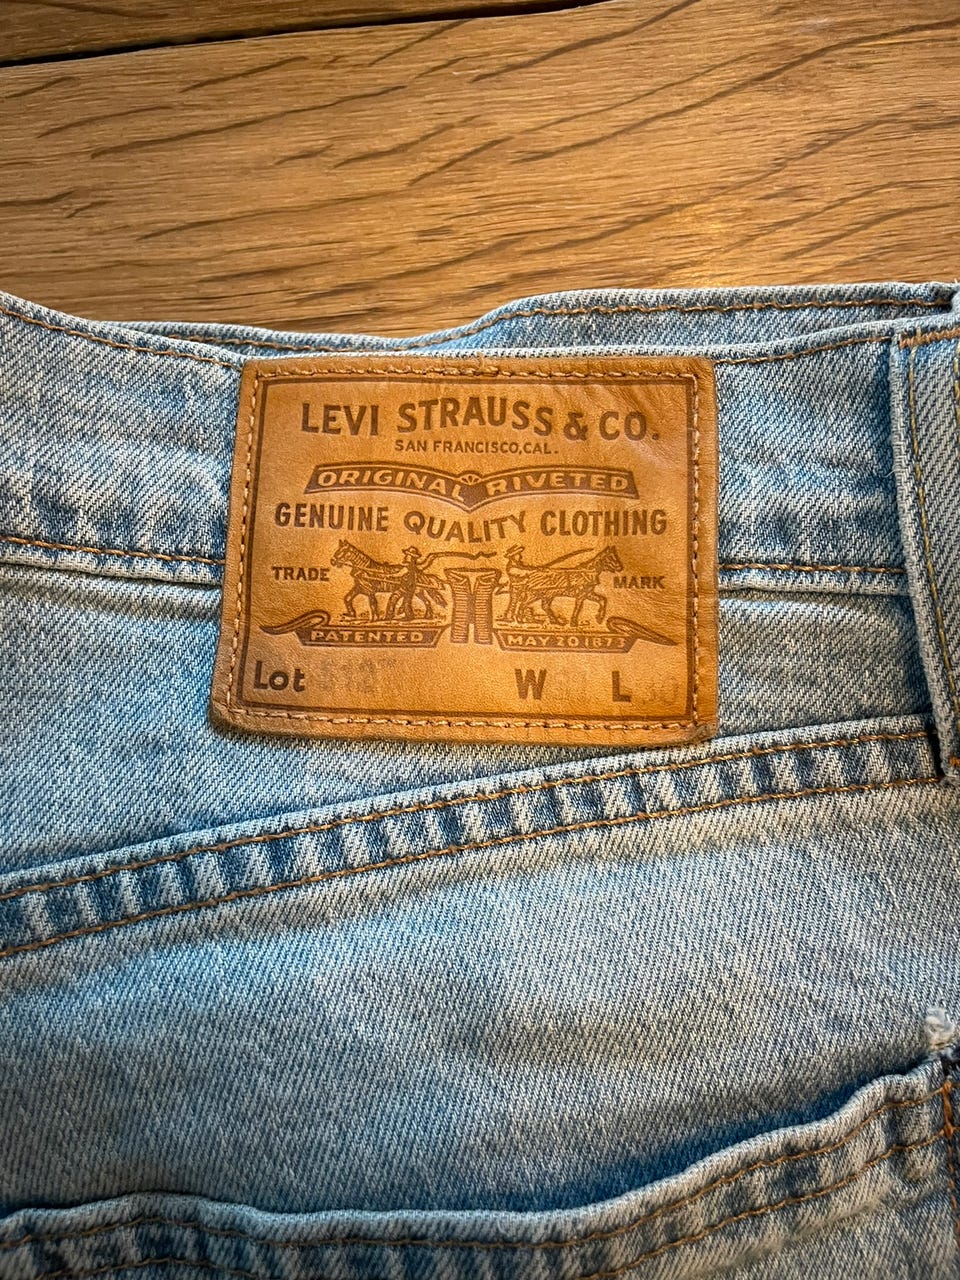 LEVI STRAUSS & CO.
SAN FRANCISCO, CAL.
ORIGINAL RIVETED
GENUINE QUALITY CLOTHING
TRADE MARK
PATENTED MAY 20 1873
Lot W L